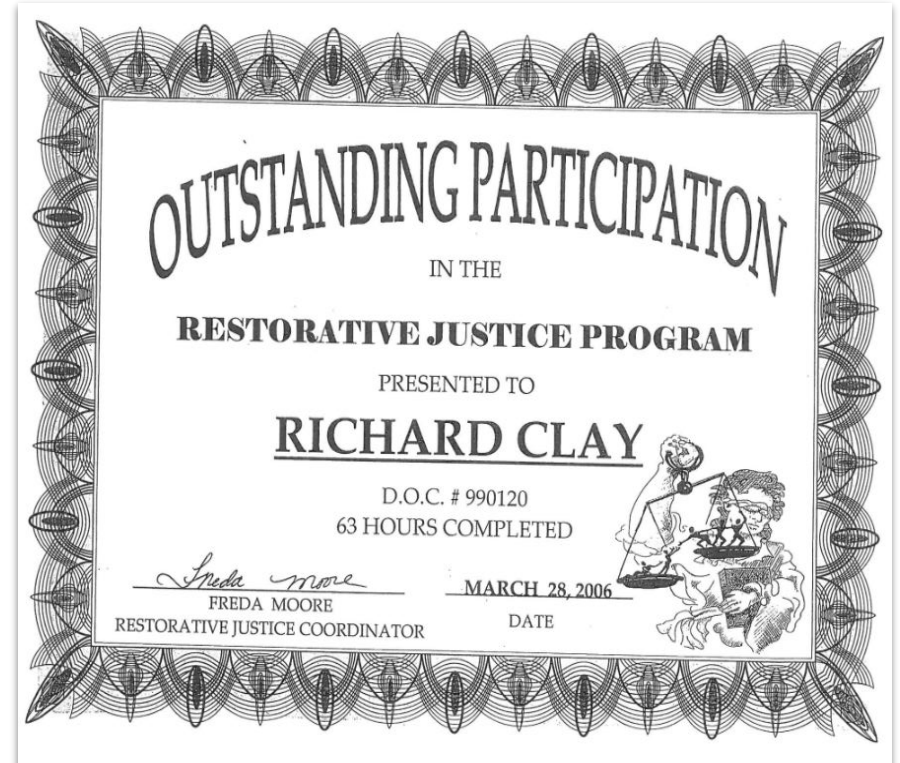 OUTSTANDING PARTICIPATION
IN THE
RESTORATIVE JUSTICE PROGRAM
PRESENTED TO
RICHARD CLAY
D.O.C. # 990120
63 HOURS COMPLETED
Freda Moore
FREDA MOORE
RESTORATIVE JUSTICE COORDINATOR
MARCH 28, 2006
DATE